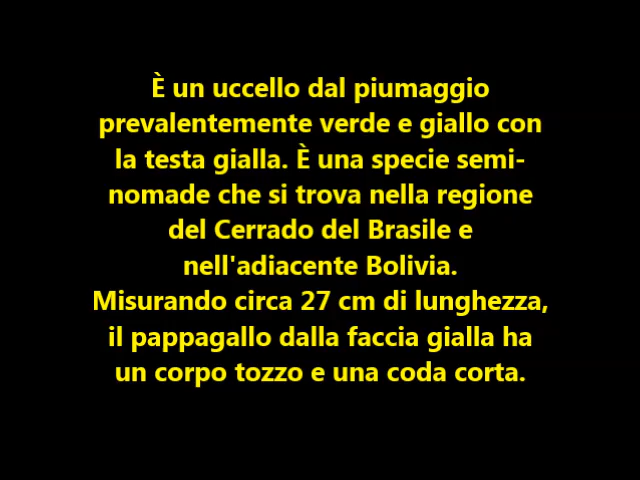 È un uccello dal piumaggio
prevalentemente verde e giallo con
la testa gialla. È una specie semi-
nomade che si trova nella regione
del Cerrado del Brasile e
nell'adiacente Bolivia.
Misurando circa 27 cm di lunghezza,
il pappagallo dalla faccia gialla ha
un corpo tozzo e una coda corta.